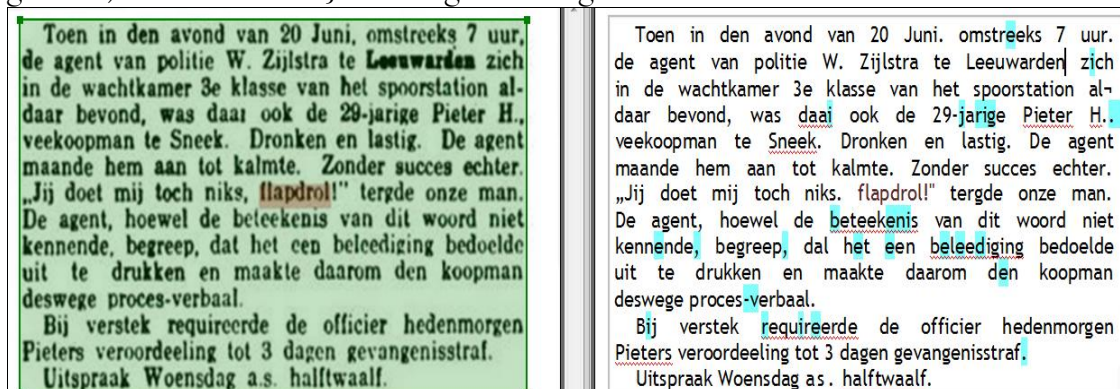 Toen in den avond van 20 Juni, omstreeks 7 uur,
de agent van politie W. Zijlstra te Leeuwarden zich
in de wachtkamer 3e klasse van het spoorstation al-
daar bevond, was daar ook de 29-jarige Pieter H.,
veekoopman te Sneek. Dronken en lastig. De agent
maande hem aan tot kalmte. Zonder succes echter.
„Jij doet mij toch niks, flapdrol!" tergde onze man.
De agent, hoewel de beteekenis van dit woord niet
kennende, begreep, dat het een beleediging bedoelde
uit te drukken en maakte daarom den koopman
deswege proces-verbaal.
Bij verstek requireerde de officier hedenmorgen
Pieters veroordeeling tot 3 dagen gevangenisstraf.
Uitspraak Woensdag a.s. halftwaalf.
Toen in den avond van 20 Juni. omstreeks 7 uur.
de agent van politie W. Zijlstra te Leeuwarden zich
in de wachtkamer 3e klasse van het spoorstation al¬
daar bevond, was daai ook de 29-jarige Pieter H..
veekoopman te Sneek. Dronken en lastig. De agent
maande hem aan tot kalmte. Zonder succes echter.
„Jij doet mij toch niks. flapdrol!" tergde onze man.
De agent, hoewel de beteekenis van dit woord niet
kennende, begreep, dal het een beleediging bedoelde
uit te drukken en maakte daarom den koopman
deswege proces-verbaal.
Bij verstek requireerde de officier hedenmorgen
Pieters veroordeeling tot 3 dagen gevangenisstraf.
Uitspraak Woensdag as. halftwaalf.